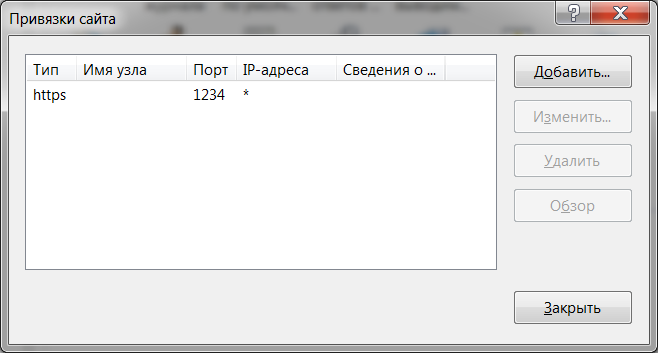 Привязки сайта
Тип Имя узла Порт IP-адреса Сведения о ...
https 1234 *
Добавить...
Изменить...
Удалить
Обзор
Закрыть